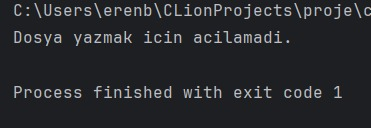 C:\Users\erenb\CLionProjects\proje\c
Dosya yazmak icin acilamadi.
Process finished with exit code 1